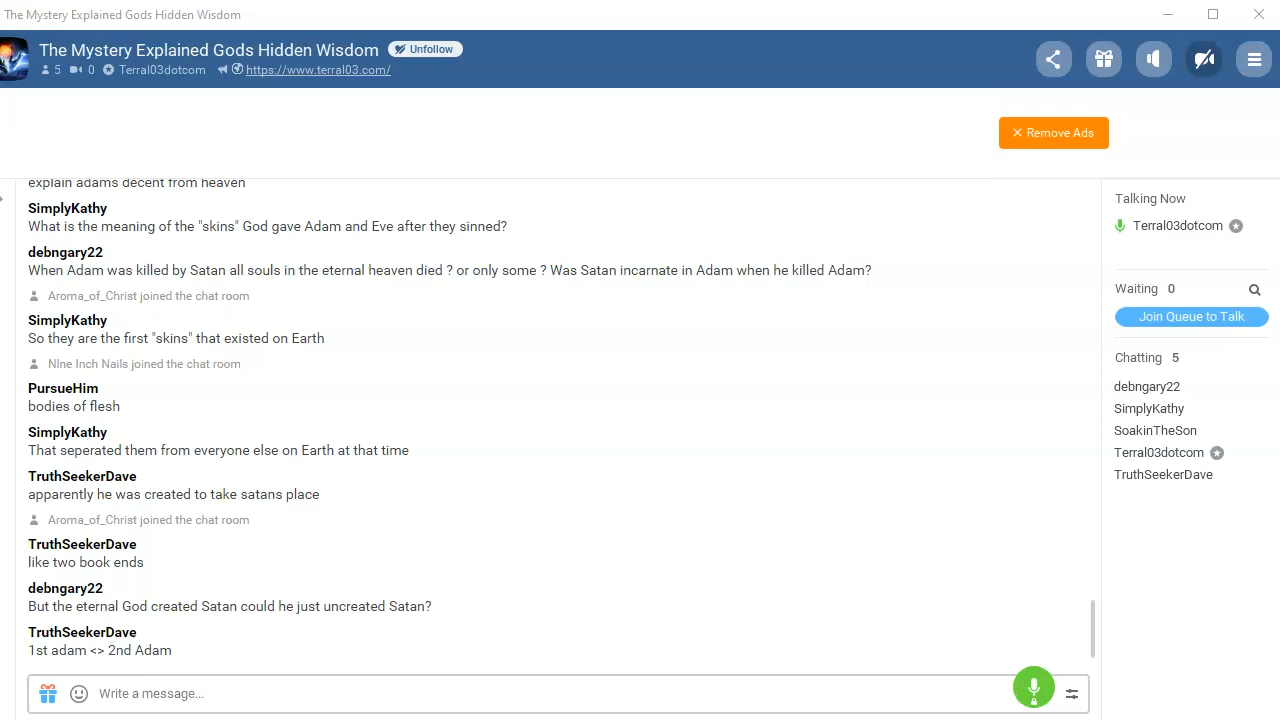 The Mystery Explained Gods Hidden Wisdom
The Mystery Explained Gods Hidden Wisdom Unfollow
5 0 Terral03dotcom https://www.terral03.com/
Remove Ads
explain adams decent from heaven
SimplyKathy
What is the meaning of the "skins" God gave Adam and Eve after they sinned?
debngary22
When Adam was killed by Satan all souls in the eternal heaven died ? or only some ? Was Satan incarnate in Adam when he killed Adam?
Aroma_of_Christ joined the chat room
SimplyKathy
So they are the first "skins" that existed on Earth
NIne Inch Nails joined the chat room
PursueHim
bodies of flesh
SimplyKathy
That seperated them from everyone else on Earth at that time
TruthSeekerDave
apparently he was created to take satans place
Aroma_of_Christ joined the chat room
TruthSeekerDave
like two book ends
debngary22
But the eternal God created Satan could he just uncreated Satan?
TruthSeekerDave
1st adam <> 2nd Adam
Write a message...
Talking Now
Terral03dotcom
Waiting 0
Join Queue to Talk
Chatting 5
debngary22
SimplyKathy
SoakinTheSon
Terral03dotcom
TruthSeekerDave